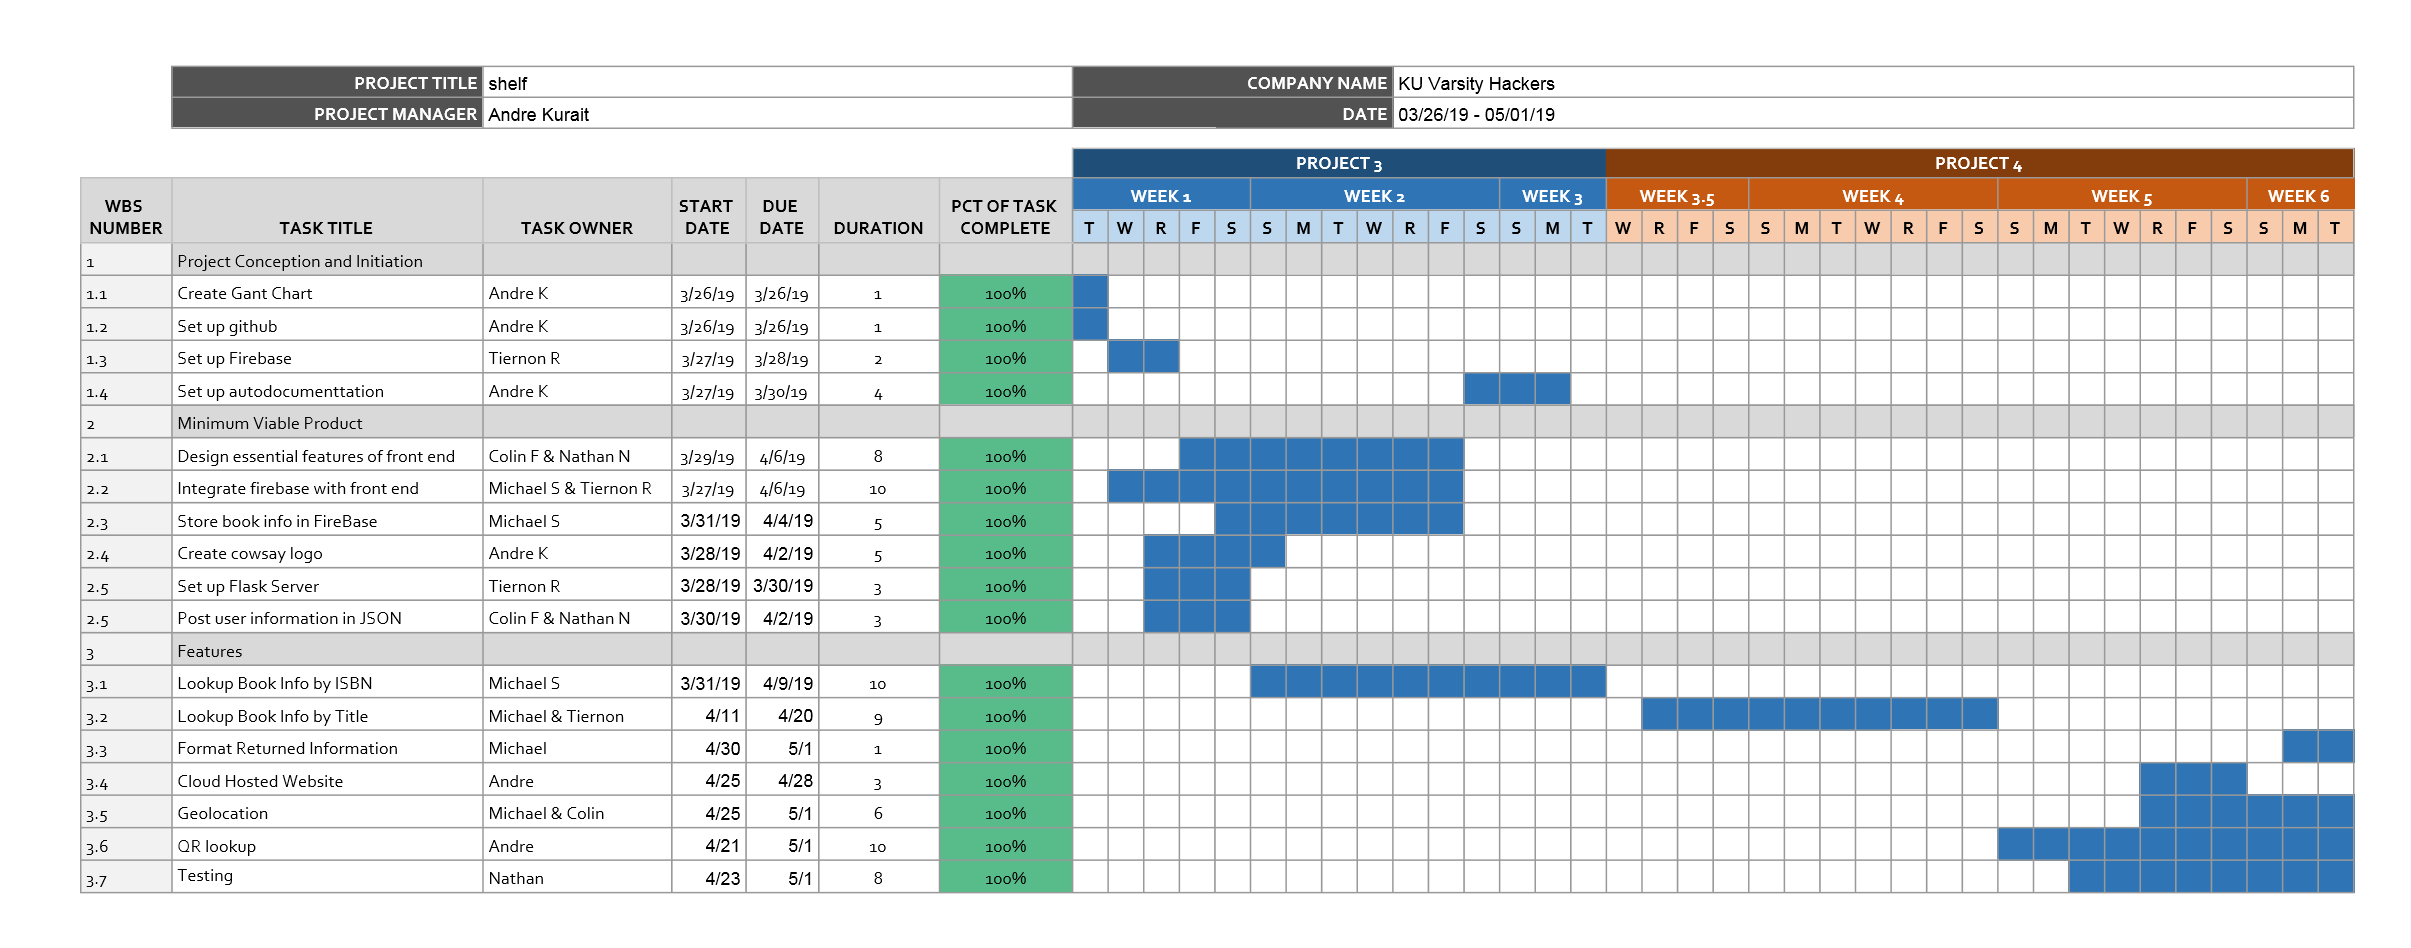 PROJECT TITLE shelf COMPANY NAME KU Varsity Hackers
PROJECT MANAGER Andre Kurait DATE 03/26/19 - 05/01/19
PROJECT 3 PROJECT 4
WBS NUMBER TASK TITLE TASK OWNER START DATE DUE DATE DURATION PCT OF TASK COMPLETE WEEK 1 WEEK 2 WEEK 3 WEEK 3.5 WEEK 4 WEEK 5 WEEK 6
T W R F S S M T W R F S S M T W R F S S M T W R F S S M T W R F S S M T
1 Project Conception and Initiation
1.1 Create Gant Chart Andre K 3/26/19 3/26/19 1 100%
1.2 Set up github Andre K 3/26/19 3/26/19 1 100%
1.3 Set up Firebase Tiernon R 3/27/19 3/28/19 2 100%
1.4 Set up autodocumenttation Andre K 3/27/19 3/30/19 4 100%
2 Minimum Viable Product
2.1 Design essential features of front end Colin F & Nathan N 3/29/19 4/6/19 8 100%
2.2 Integrate firebase with front end Michael S & Tiernon R 3/27/19 4/6/19 10 100%
2.3 Store book info in FireBase Michael S 3/31/19 4/4/19 5 100%
2.4 Create cowsay logo Andre K 3/28/19 4/2/19 5 100%
2.5 Set up Flask Server Tiernon R 3/28/19 3/30/19 3 100%
2.5 Post user information in JSON Colin F & Nathan N 3/30/19 4/2/19 3 100%
3 Features
3.1 Lookup Book Info by ISBN Michael S 3/31/19 4/9/19 10 100%
3.2 Lookup Book Info by Title Michael & Tiernon 4/11 4/20 9 100%
3.3 Format Returned Information Michael 4/30 5/1 1 100%
3.4 Cloud Hosted Website Andre 4/25 4/28 3 100%
3.5 Geolocation Michael & Colin 4/25 5/1 6 100%
3.6 QR lookup Andre 4/21 5/1 10 100%
3.7 Testing Nathan 4/23 5/1 8 100%